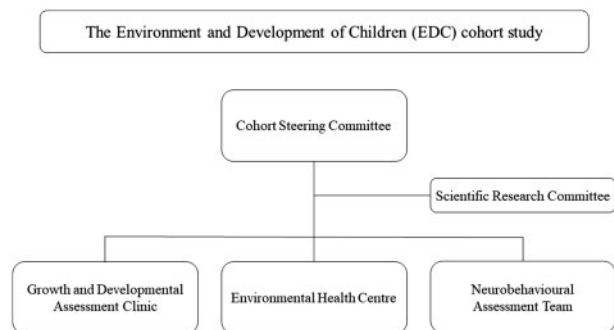 The Environment and Development of Children (EDC) cohort study
Cohort Steering Committee
Scientific Research Committee
Growth and Developmental
Assessment Clinic
Environmental Health Centre
Neurobehavioural
Assessment Team